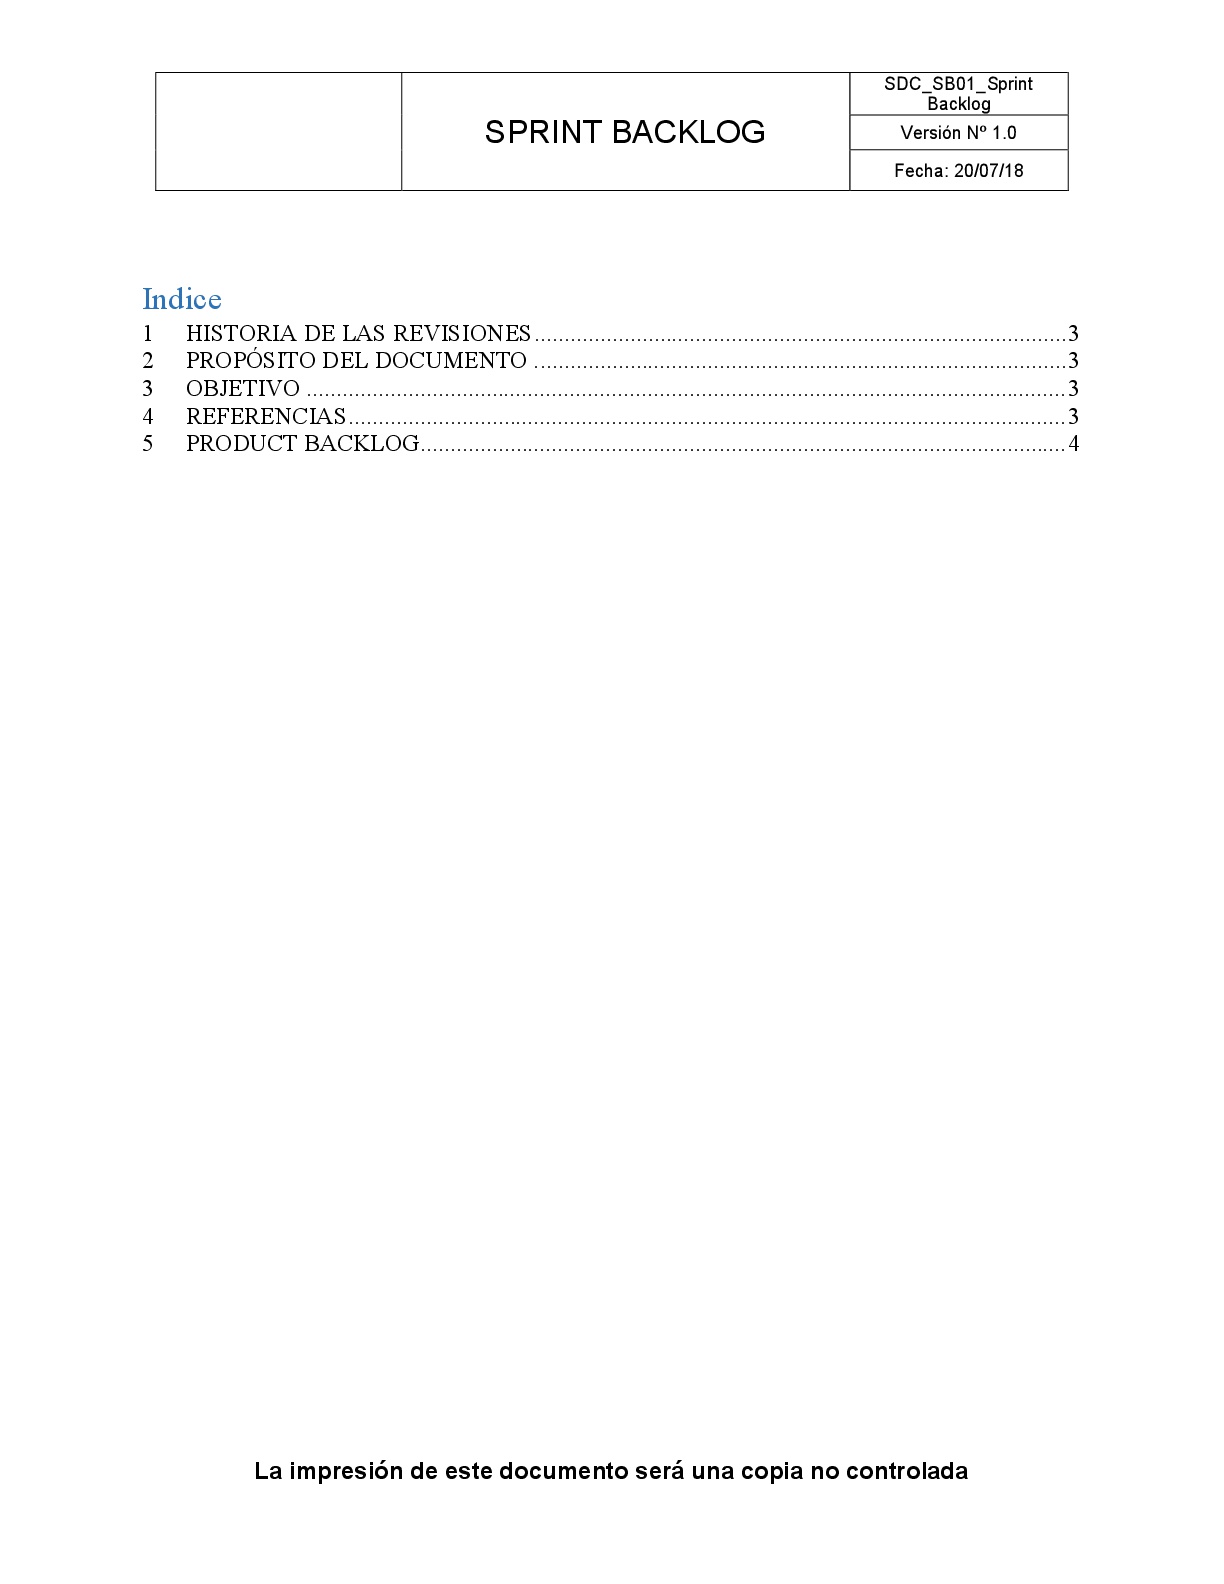 SPRINT BACKLOG
SDC_SB01_Sprint
Backlog
Versión Nº 1.0
Fecha: 20/07/18
Indice
1 HISTORIA DE LAS REVISIONES........................................................................................3
2 PROPÓSITO DEL DOCUMENTO ........................................................................................3
3 OBJETIVO ..............................................................................................................................3
4 REFERENCIAS.......................................................................................................................3
5 PRODUCT BACKLOG...........................................................................................................4
La impresión de este documento será una copia no controlada